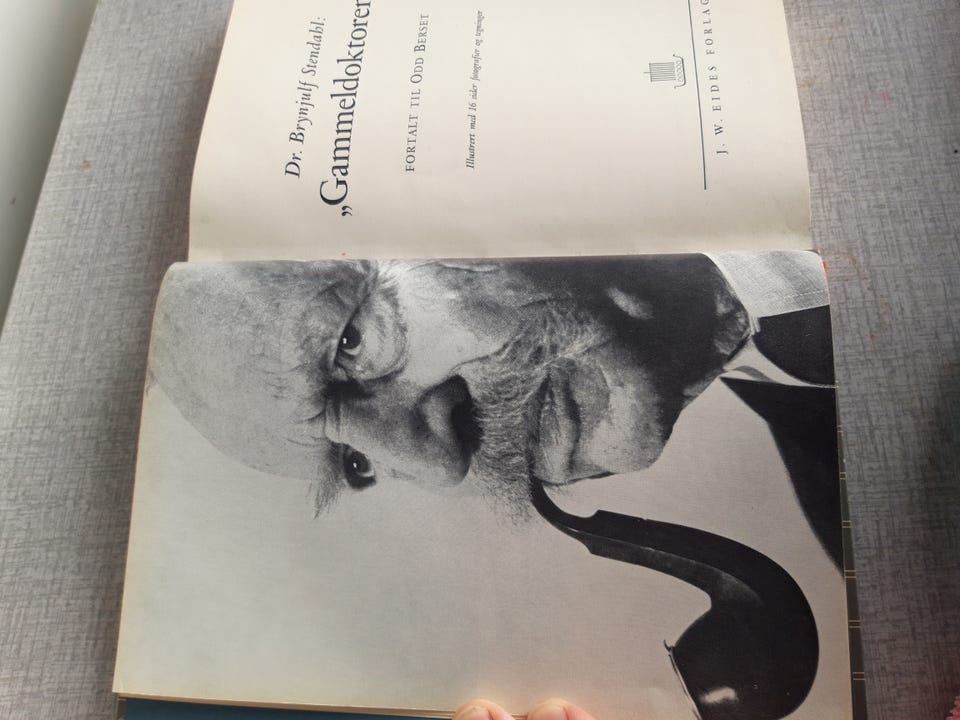 Dr. Brynjulf Stendahl:
„Gammeldoktoren
FORTALT TIL ODD BERSET
Illustrert med 16 sider fotografier og tegninger
J. W. EIDES FORLAG